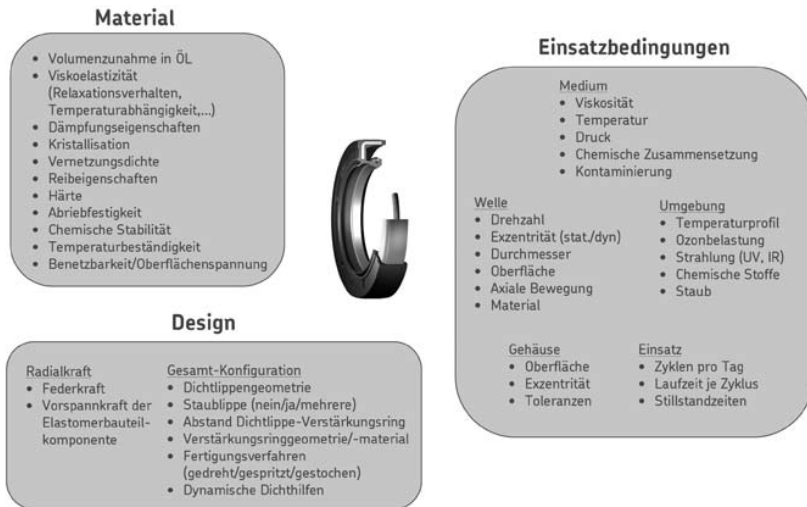 Material
• Volumenzunahme in ÖL
• Viskoelastizität
(Relaxationsverhalten,
Temperaturabhängigkeit,...)
• Dämpfungseigenschaften
• Kristallisation
• Vernetzungsdichte
• Reibeigenschaften
• Härte
• Abriebfestigkeit
• Chemische Stabilität
• Temperaturbeständigkeit
• Benetzbarkeit/Oberflächenspannung
Design
Radialkraft
• Federkraft
• Vorspannkraft der
Elastomerbauteil-
komponente
Gesamt-Konfiguration
• Dichtlippengeometrie
• Staublippe (nein/ja/mehrere)
• Abstand Dichtlippe-Verstärkungsring
• Verstärkungsringgeometrie/-material
• Fertigungsverfahren
(gedreht/gespritzt/gestochen)
• Dynamische Dichthilfen
Einsatzbedingungen
Medium
• Viskosität
• Temperatur
• Druck
• Chemische Zusammensetzung
• Kontaminierung
Welle
• Drehzahl
• Exzentrität (stat./dyn)
• Durchmesser
• Oberfläche
• Axiale Bewegung
• Material
Umgebung
• Temperaturprofil
• Ozonbelastung
• Strahlung (UV, IR)
• Chemische Stoffe
• Staub
Gehäuse
• Oberfläche
• Exzentrität
• Toleranzen
Einsatz
• Zyklen pro Tag
• Laufzeit je Zyklus
• Stillstandzeiten